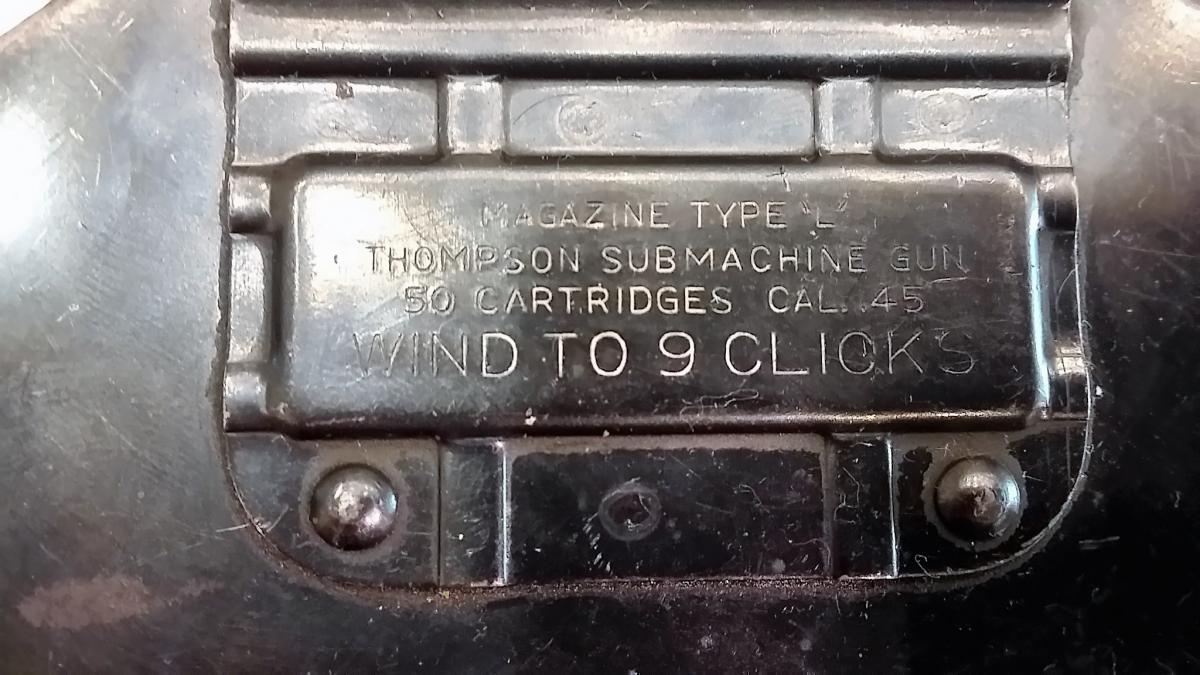 MAGAZINE TYPE "L"
THOMPSON SUBMACHINE GUN
50 CARTRIDGES CAL. .45
WIND TO 9 CLICKS